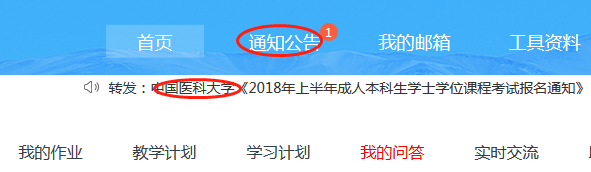 首页 通知公告 1 我的邮箱 工具资料
转发：中国医科大学《2018年上半年成人本科生学士学位课程考试报名通知》
我的作业 教学计划 学习计划 我的问答 实时交流